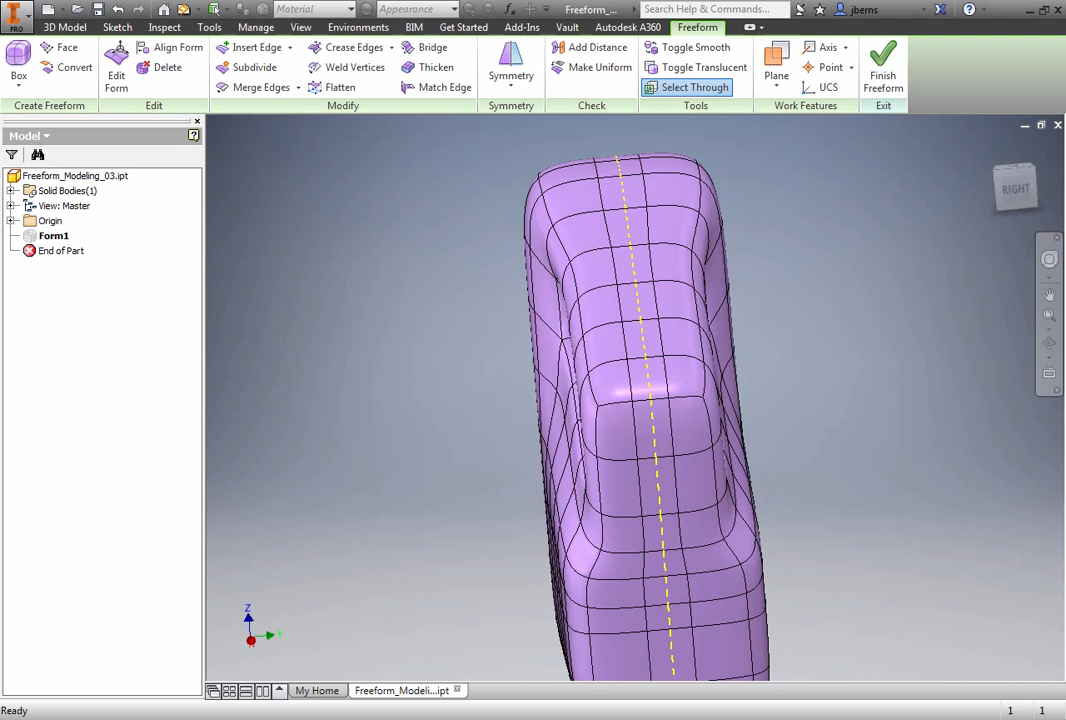 PRO
Material
Appearance
Freeform_...
Search Help & Commands...
jberns
3D Model Sketch Inspect Tools Manage View Environments BIM Get Started Add-Ins Vault Autodesk A360 Freeform
Box
Face
Convert
Create Freeform
Edit Form
Align Form
Delete
Edit
Insert Edge
Subdivide
Merge Edges
Crease Edges
Weld Vertices
Flatten
Bridge
Thicken
Match Edge
Modify
Symmetry
Symmetry
Add Distance
Make Uniform
Check
Toggle Smooth
Toggle Translucent
Select Through
Tools
Plane
Axis
Point
UCS
Work Features
Finish Freeform
Exit
Model
Freeform_Modeling_03.ipt
Solid Bodies(1)
View: Master
Origin
Form1
End of Part
RIGHT
Z
Y
My Home
Freeform_Modeli...ipt
Ready
1 1